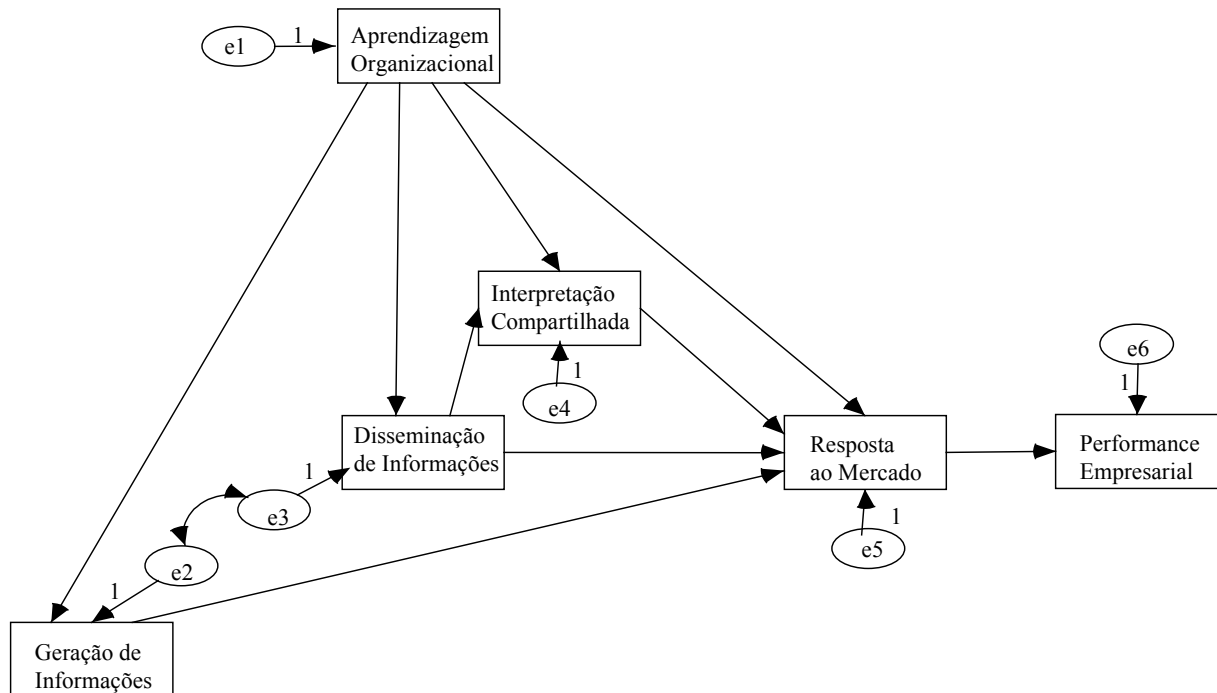 1
e1
Aprendizagem
Organizacional
Interpretação
Compartilhada
1
e4
e6
1
Disseminação
de Informações
Resposta
ao Mercado
Performance
Empresarial
1
e3
1
e5
e2
1
Geração de
Informações